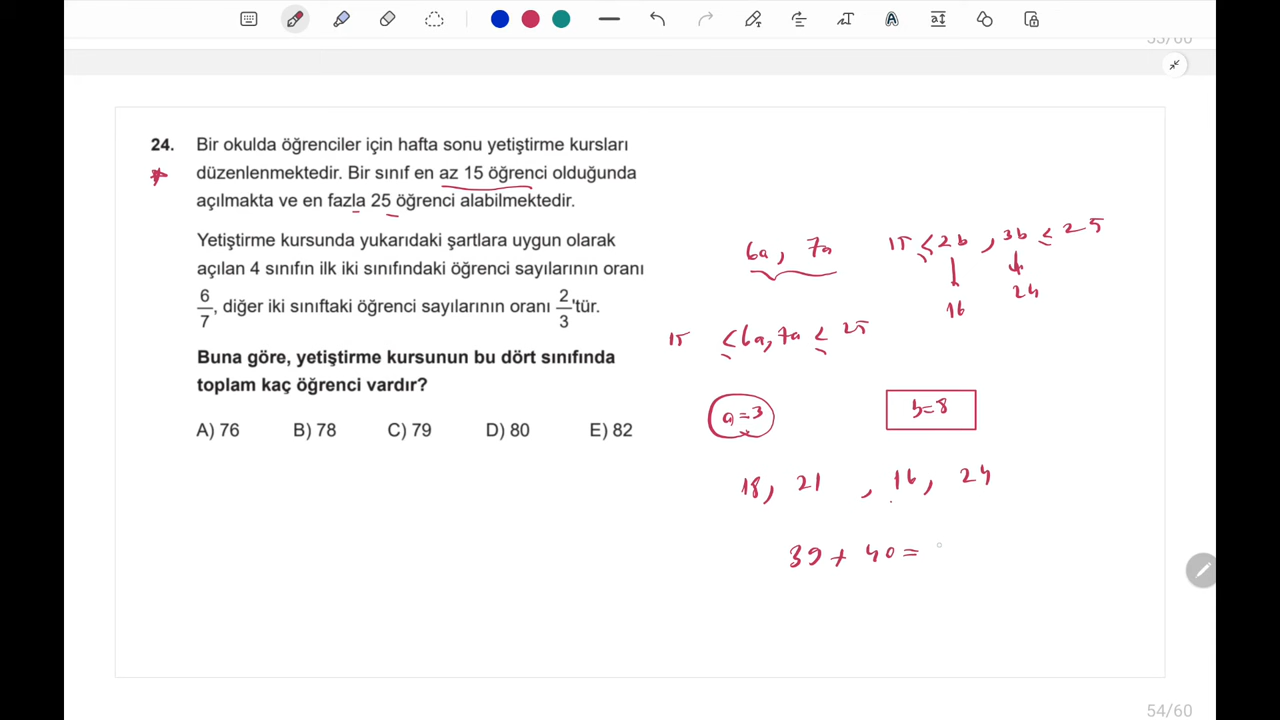 53/60
24. Bir okulda öğrenciler için hafta sonu yetiştirme kursları
düzenlenmektedir. Bir sınıf en az 15 öğrenci olduğunda
açılmakta ve en fazla 25 öğrenci alabilmektedir.
Yetiştirme kursunda yukarıdaki şartlara uygun olarak
açılan 4 sınıfın ilk iki sınıfındaki öğrenci sayılarının oranı
6/7, diğer iki sınıftaki öğrenci sayılarının oranı 2/3'tür.
Buna göre, yetiştirme kursunun bu dört sınıfında
toplam kaç öğrenci vardır?
A) 76 B) 78 C) 79 D) 80 E) 82
6a, 7a
15 ≤ 2b, 3b ≤ 25
16 24
15 ≤ 6a, 7a ≤ 25
a=3 b=8
18, 21, 16, 24
39 + 40 =
54/60